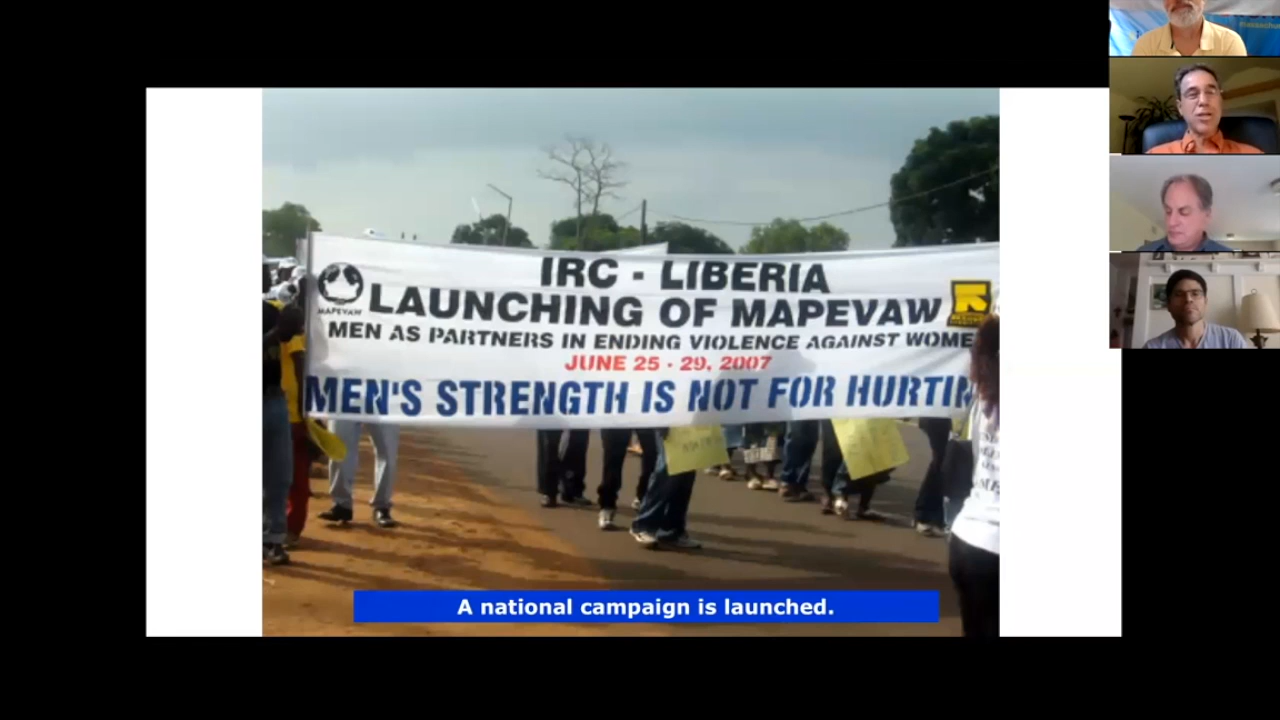 IRC - LIBERIA
LAUNCHING OF MAPEVAW
MAPEVAW
MEN AS PARTNERS IN ENDING VIOLENCE AGAINST WOME
JUNE 25 - 29, 2007
MEN'S STRENGTH IS NOT FOR HURTIN
A national campaign is launched.